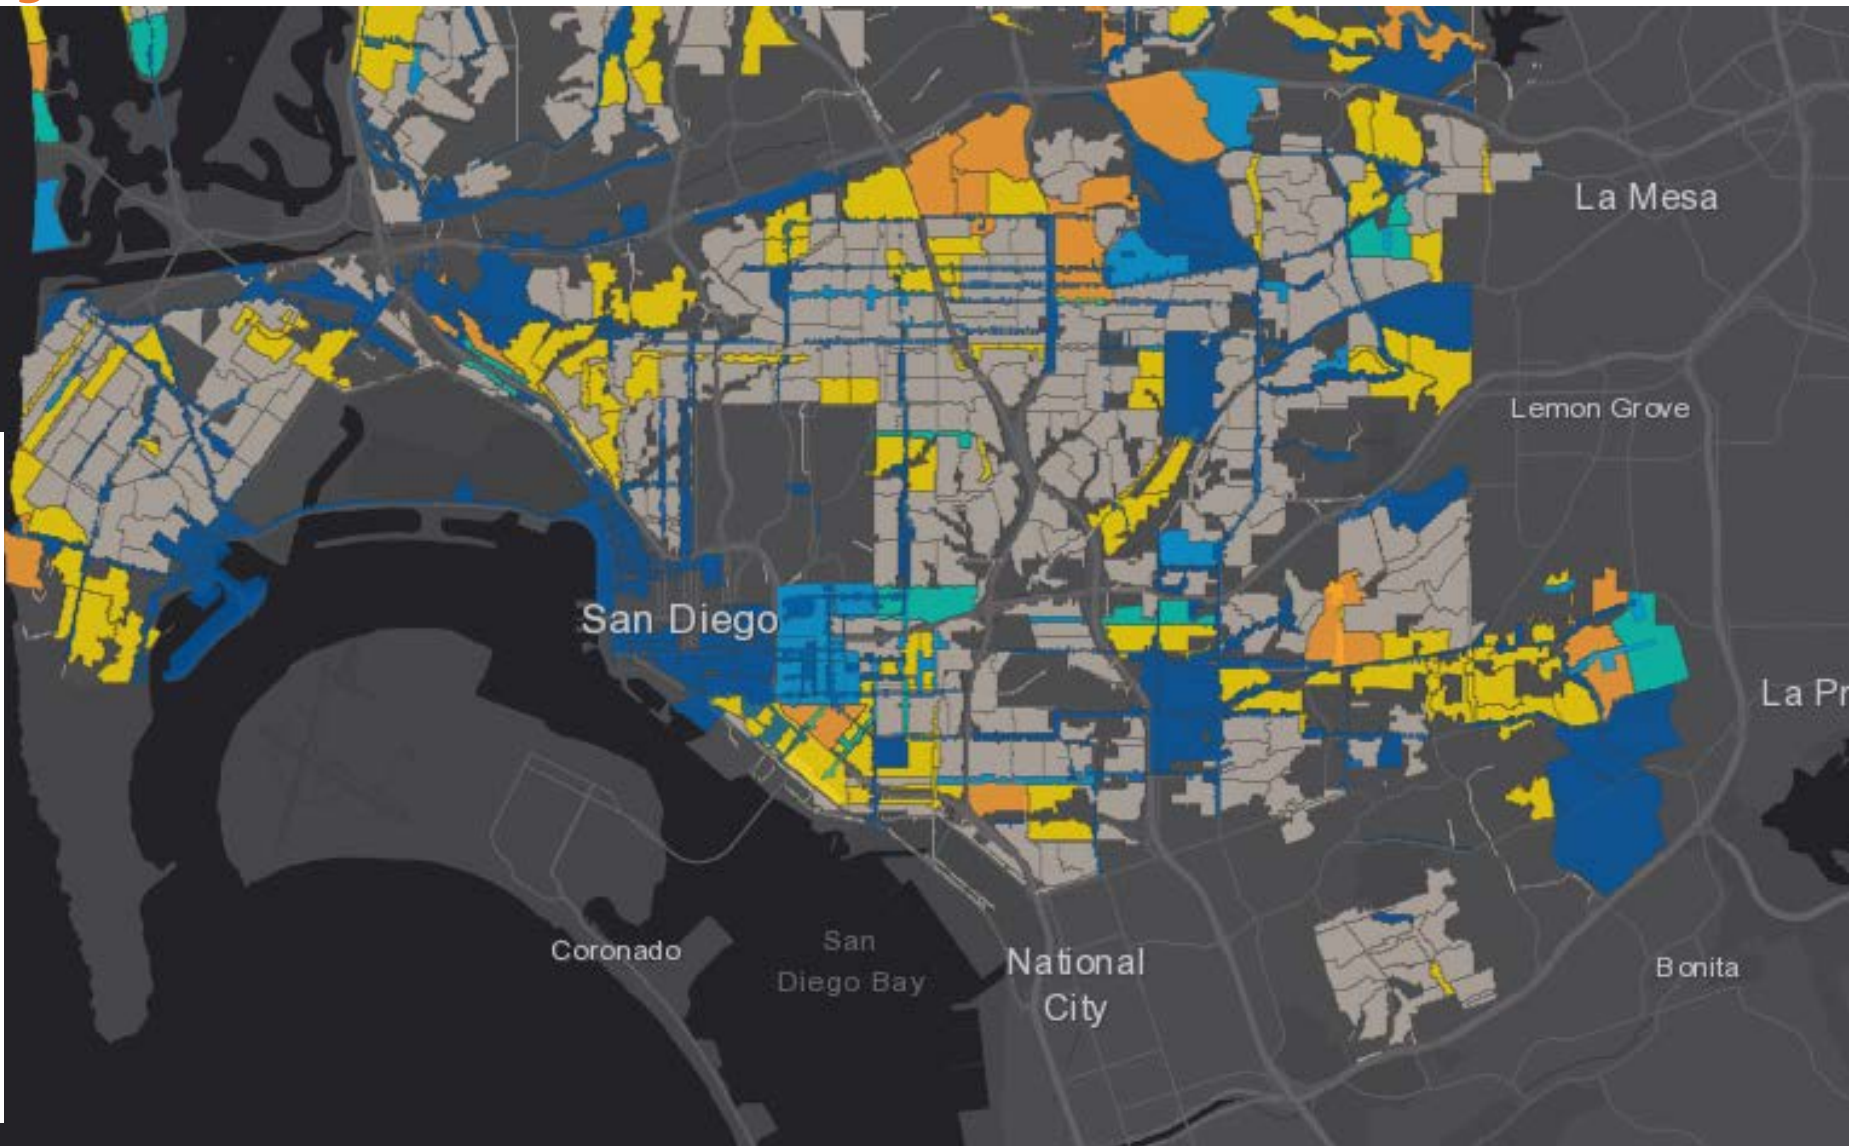 La Mesa
Lemon Grove
San Diego
La Pr
Coronado
San
Diego Bay
National
City
Bonita